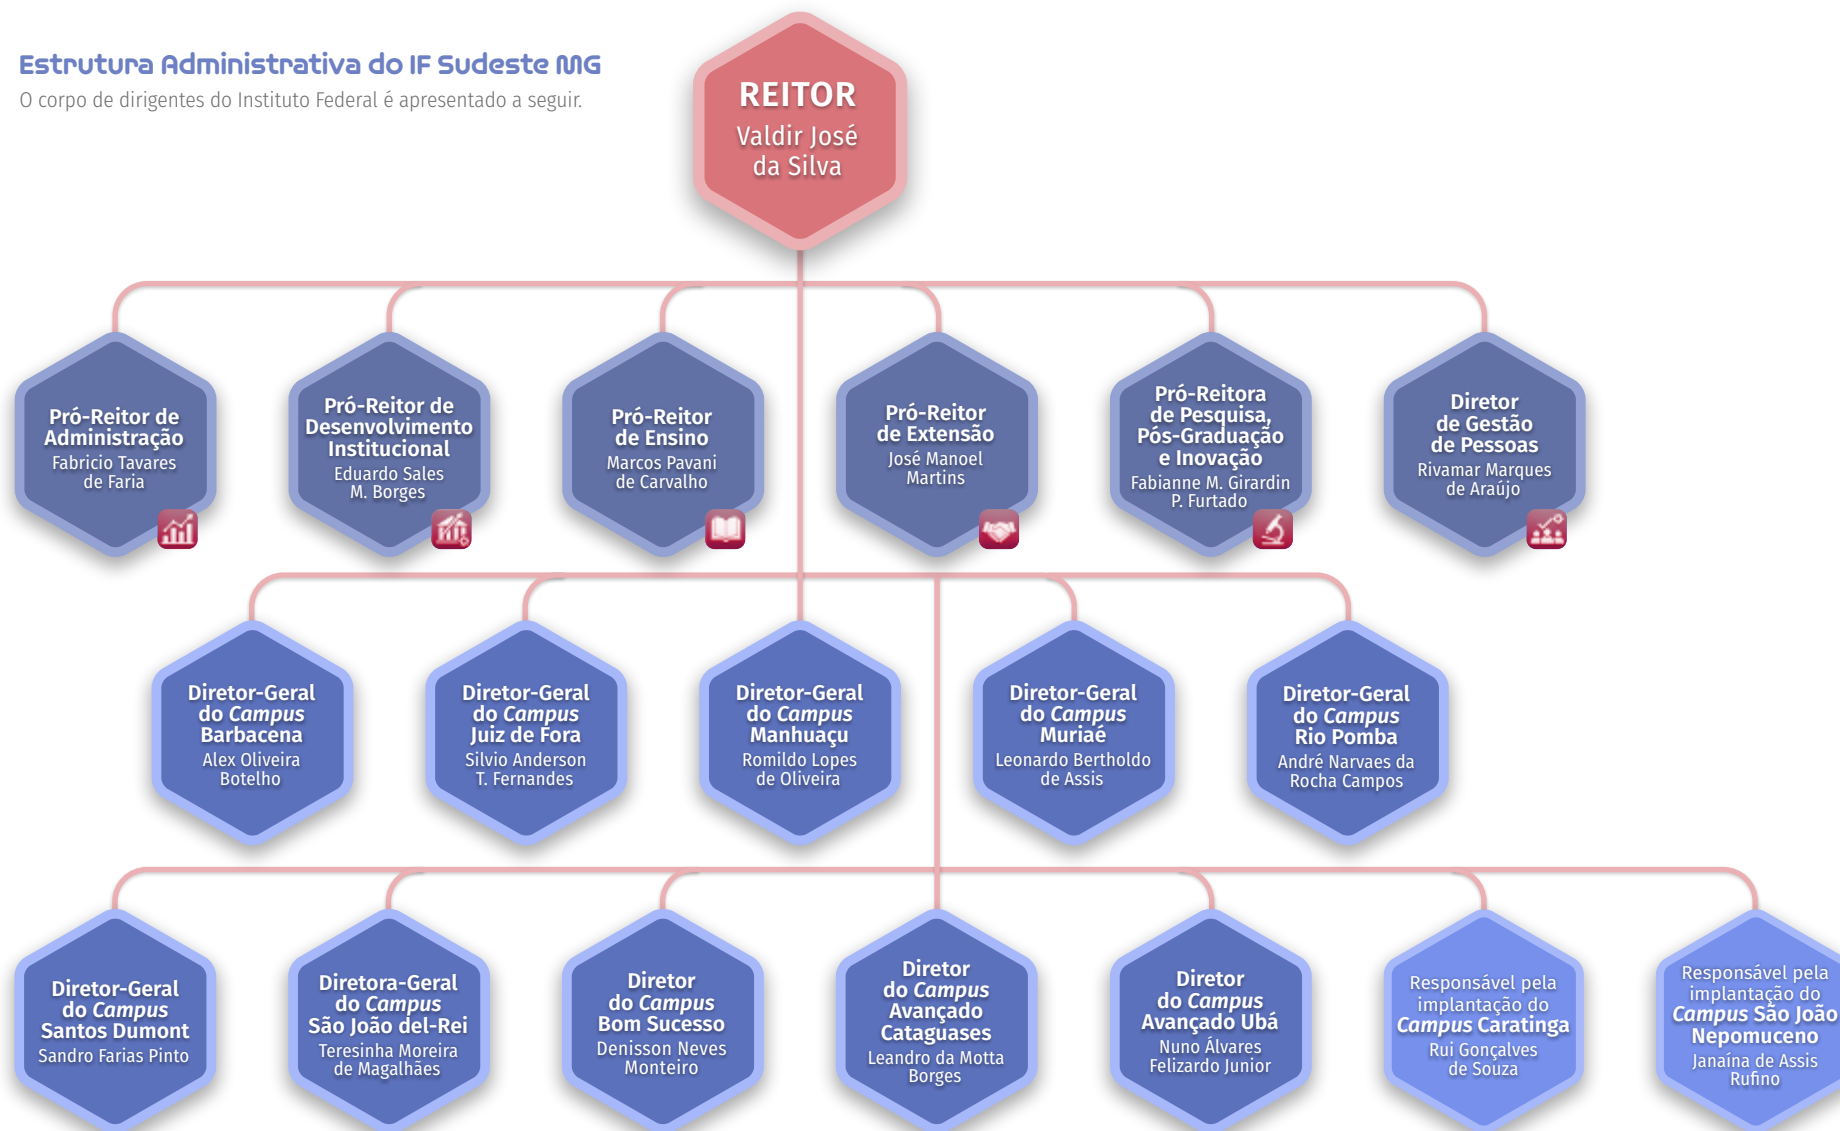 Estrutura Administrativa do IF Sudeste MG
O corpo de dirigentes do Instituto Federal é apresentado a seguir.
REITOR
Valdir José
da Silva
Pró-Reitor de
Administração
Fabricio Tavares
de Faria
Pró-Reitor de
Desenvolvimento
Institucional
Eduardo Sales
M. Borges
Pró-Reitor
de Ensino
Marcos Pavani
de Carvalho
Pró-Reitor
de Extensão
José Manoel
Martins
Pró-Reitora
de Pesquisa,
Pós-Graduação
e Inovação
Fabianne M. Girardin
P. Furtado
Diretor
de Gestão
de Pessoas
Rivamar Marques
de Araújo
Diretor-Geral
do Campus
Barbacena
Alex Oliveira
Botelho
Diretor-Geral
do Campus
Juiz de Fora
Silvio Anderson
T. Fernandes
Diretor-Geral
do Campus
Manhuaçu
Romildo Lopes
de Oliveira
Diretor-Geral
do Campus
Muriaé
Leonardo Bertholdo
de Assis
Diretor-Geral
do Campus
Rio Pomba
André Narvaes da
Rocha Campos
Diretor-Geral
do Campus
Santos Dumont
Sandro Farias Pinto
Diretora-Geral
do Campus
São João del-Rei
Teresinha Moreira
de Magalhães
Diretor
do Campus
Bom Sucesso
Denisson Neves
Monteiro
Diretor
do Campus
Avançado
Cataguases
Leandro da Motta
Borges
Diretor
do Campus
Avançado Ubá
Nuno Álvares
Felizardo Junior
Responsável pela
implantação do
Campus Caratinga
Rui Gonçalves
de Souza
Responsável pela
implantação do
Campus São João
Nepomuceno
Janaína de Assis
Rufino